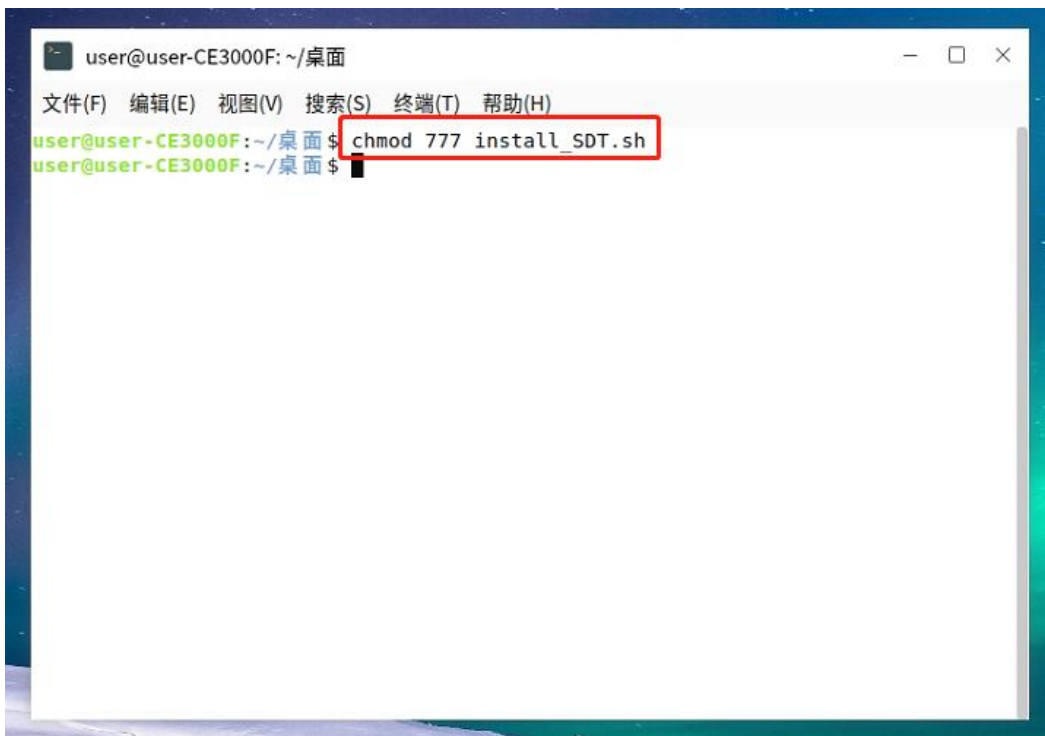 user@user-CE3000F: ~/桌面
文件(F) 编辑(E) 视图(V) 搜索(S) 终端(T) 帮助(H)
user@user-CE3000F:~/桌面$ chmod 777 install_SDT.sh
user@user-CE3000F:~/桌面$